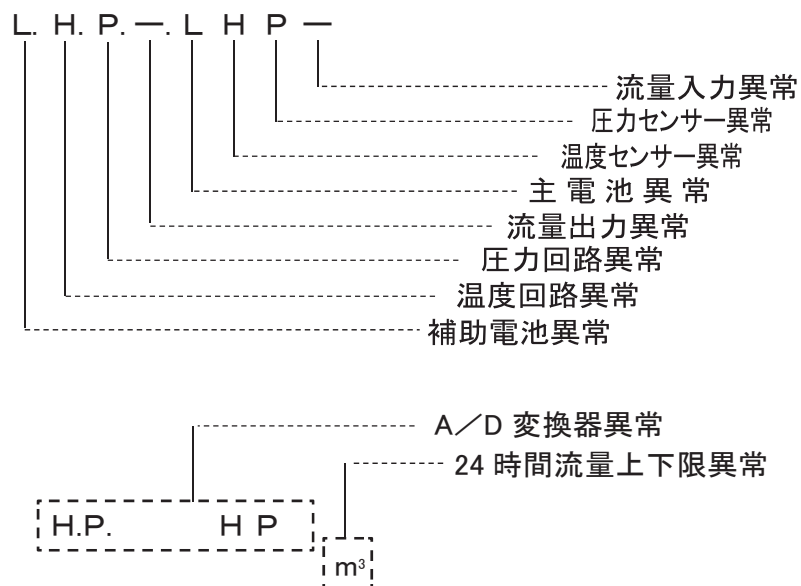 L. H. P. ー. L H P ー
流量入力異常
圧力センサー異常
温度センサー異常
主電池異常
流量出力異常
圧力回路異常
温度回路異常
補助電池異常
A／D 変換器異常
24 時間流量上下限異常
H.P. H P
m³